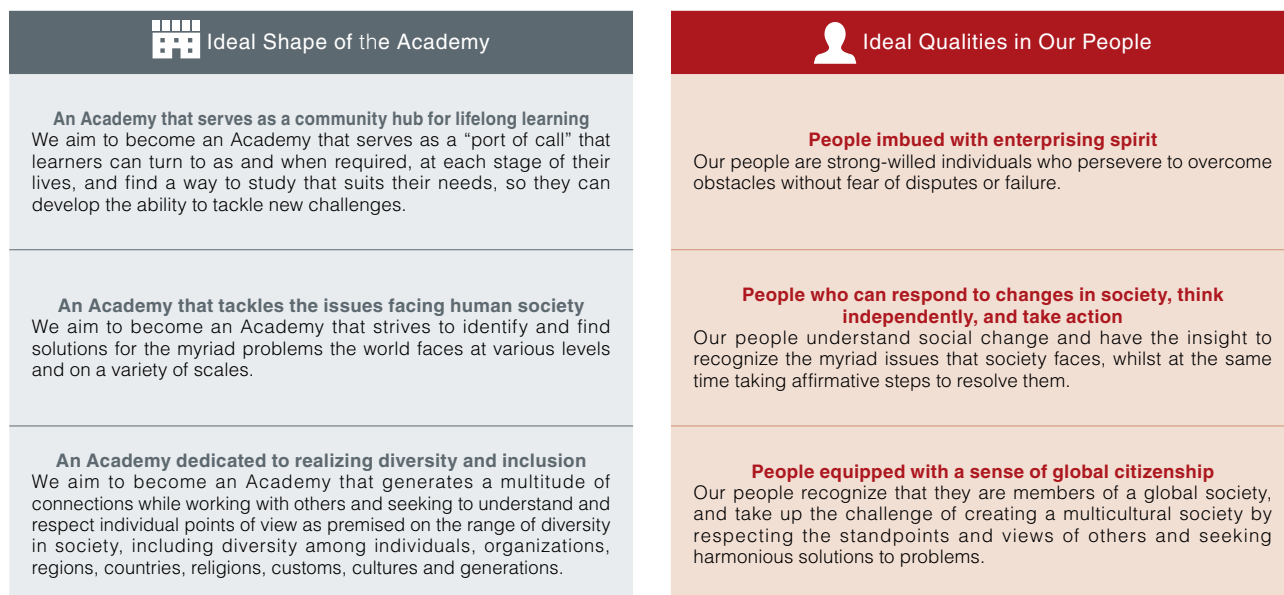 Ideal Shape of the Academy
An Academy that serves as a community hub for lifelong learning
We aim to become an Academy that serves as a “port of call” that
learners can turn to as and when required, at each stage of their
lives, and find a way to study that suits their needs, so they can
develop the ability to tackle new challenges.
An Academy that tackles the issues facing human society
We aim to become an Academy that strives to identify and find
solutions for the myriad problems the world faces at various levels
and on a variety of scales.
An Academy dedicated to realizing diversity and inclusion
We aim to become an Academy that generates a multitude of
connections while working with others and seeking to understand and
respect individual points of view as premised on the range of diversity
in society, including diversity among individuals, organizations,
regions, countries, religions, customs, cultures and generations.
Ideal Qualities in Our People
People imbued with enterprising spirit
Our people are strong-willed individuals who persevere to overcome
obstacles without fear of disputes or failure.
People who can respond to changes in society, think
independently, and take action
Our people understand social change and have the insight to
recognize the myriad issues that society faces, whilst at the same
time taking affirmative steps to resolve them.
People equipped with a sense of global citizenship
Our people recognize that they are members of a global society,
and take up the challenge of creating a multicultural society by
respecting the standpoints and views of others and seeking
harmonious solutions to problems.